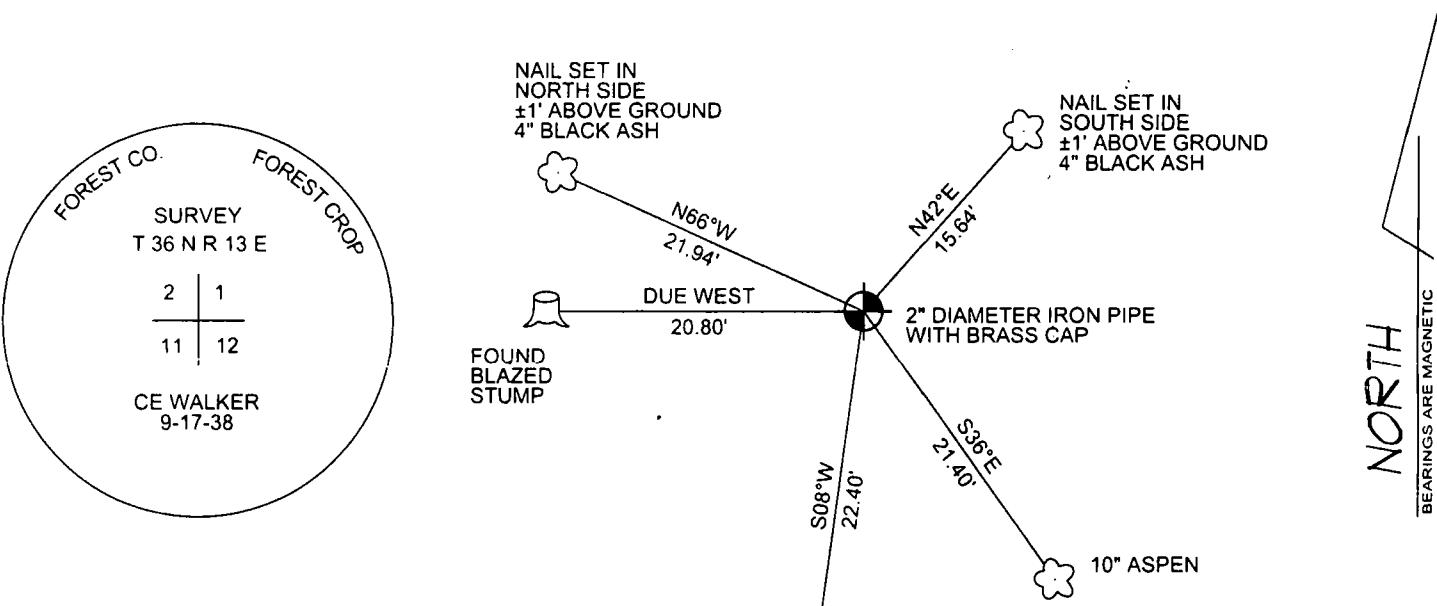 FOREST CO.
FOREST CROP
SURVEY
T 36 N R 13 E
2 1
11 12
CE WALKER
9-17-38
NAIL SET IN
NORTH SIDE
±1' ABOVE GROUND
4" BLACK ASH
NAIL SET IN
SOUTH SIDE
±1' ABOVE GROUND
4" BLACK ASH
N66°W
21.94'
N42°E
15.64'
DUE WEST
20.80'
2" DIAMETER IRON PIPE
WITH BRASS CAP
FOUND
BLAZED
STUMP
S08°W
22.40'
S36°E
21.40'
10" ASPEN
NORTH
BEARINGS ARE MAGNETIC